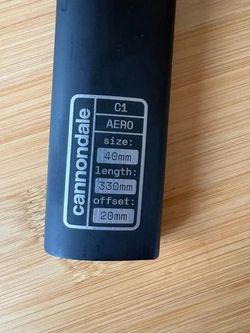 cannondale
C1
AERO
size:
40mm
length:
330mm
offset:
20mm